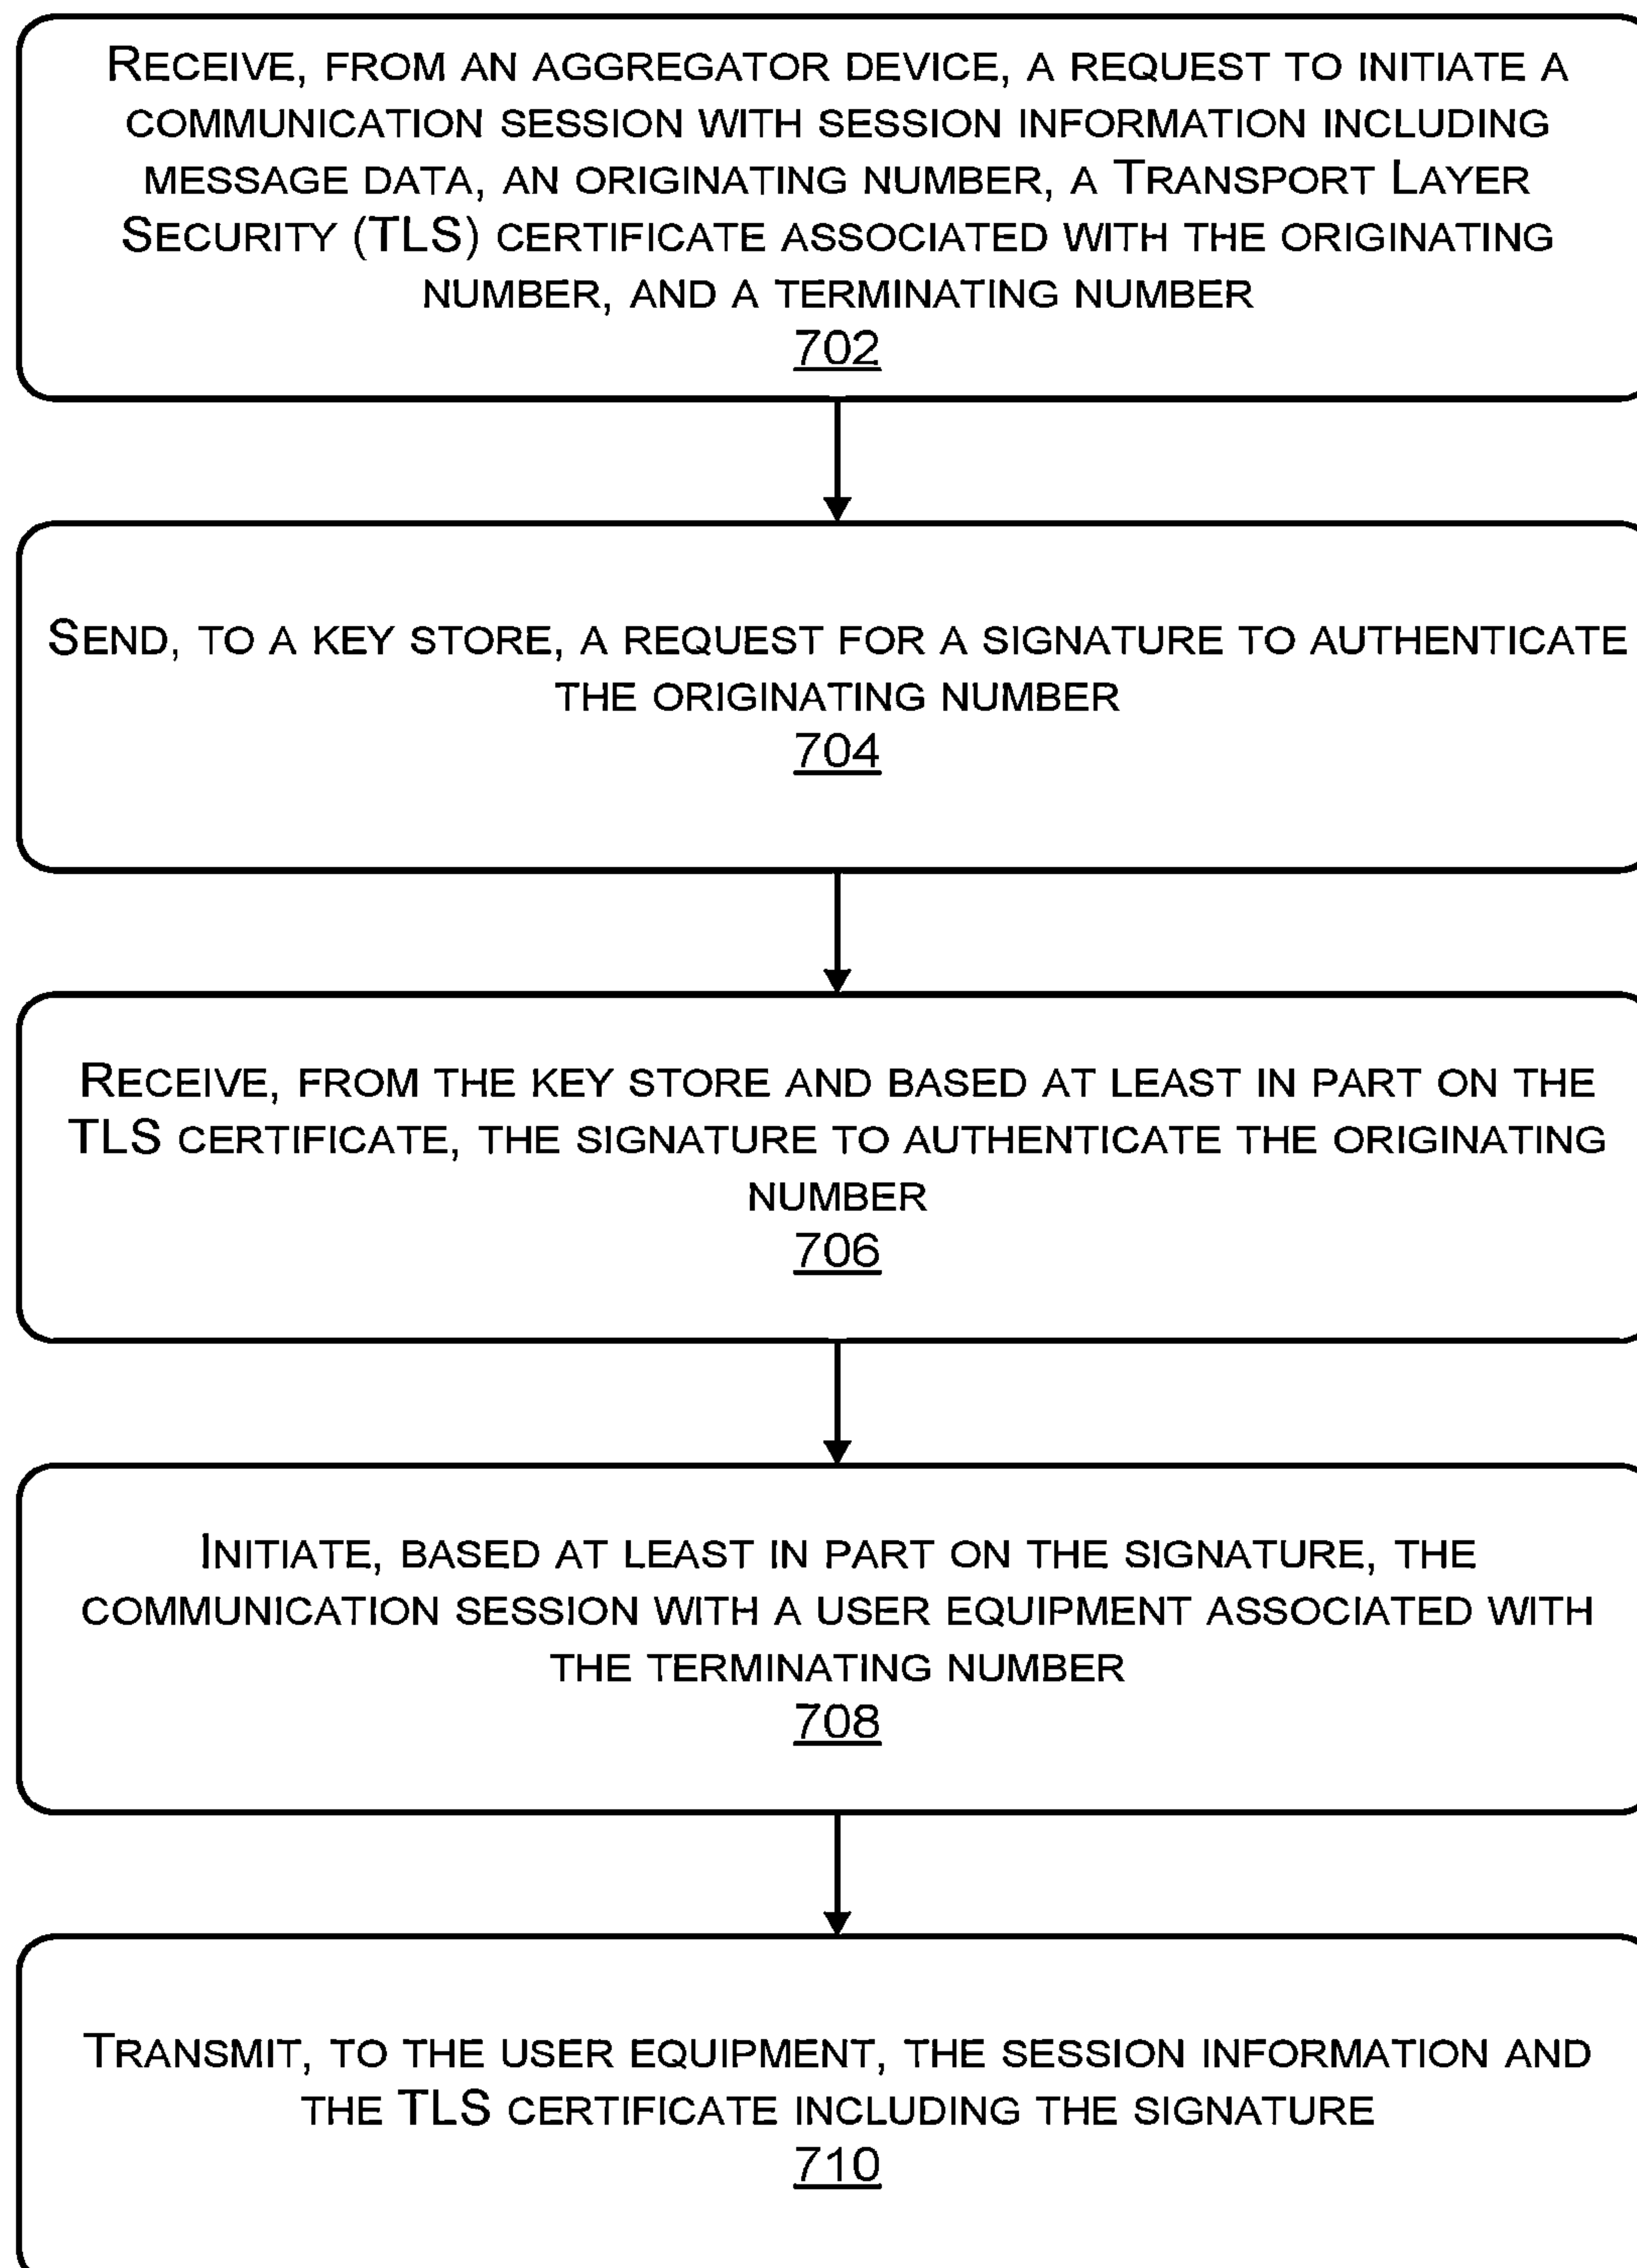 RECEIVE, FROM AN AGGREGATOR DEVICE, A REQUEST TO INITIATE A
COMMUNICATION SESSION WITH SESSION INFORMATION INCLUDING
MESSAGE DATA, AN ORIGINATING NUMBER, A TRANSPORT LAYER
SECURITY (TLS) CERTIFICATE ASSOCIATED WITH THE ORIGINATING
NUMBER, AND A TERMINATING NUMBER
702
SEND, TO A KEY STORE, A REQUEST FOR A SIGNATURE TO AUTHENTICATE
THE ORIGINATING NUMBER
704
RECEIVE, FROM THE KEY STORE AND BASED AT LEAST IN PART ON THE
TLS CERTIFICATE, THE SIGNATURE TO AUTHENTICATE THE ORIGINATING
NUMBER
706
INITIATE, BASED AT LEAST IN PART ON THE SIGNATURE, THE
COMMUNICATION SESSION WITH A USER EQUIPMENT ASSOCIATED WITH
THE TERMINATING NUMBER
708
TRANSMIT, TO THE USER EQUIPMENT, THE SESSION INFORMATION AND
THE TLS CERTIFICATE INCLUDING THE SIGNATURE
710